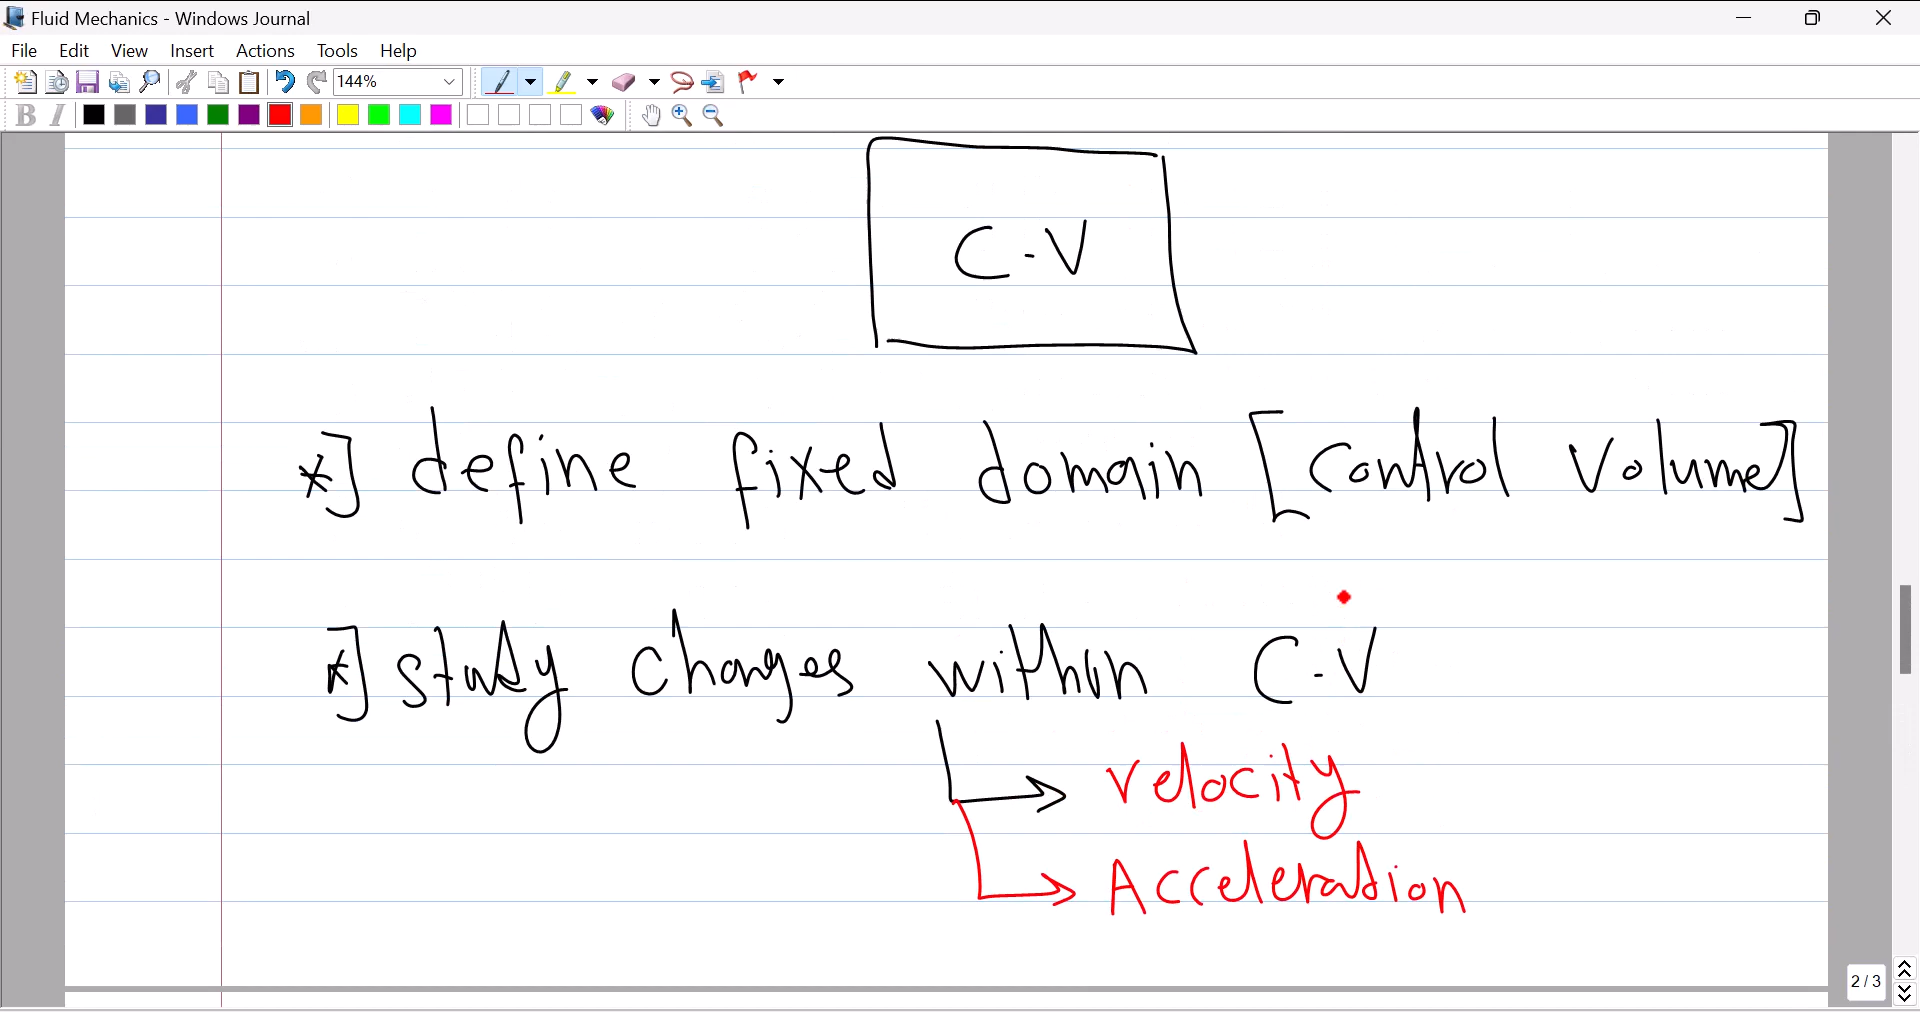 Fluid Mechanics - Windows Journal
File Edit View Insert Actions Tools Help
144%
B I
C-V
*] define fixed domain [Control Volume]
*] study changes within C-V
velocity
Acceleration
2 / 3